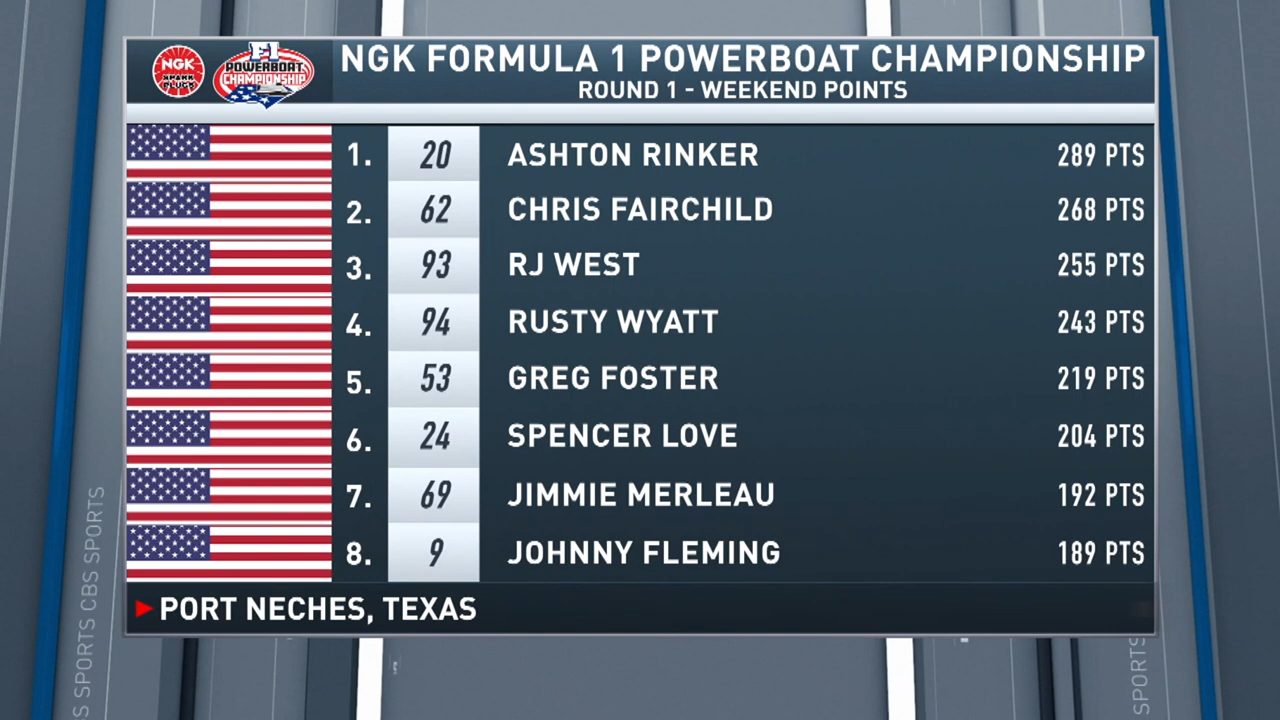 NGK
SPARK
PLUGS
F1
POWERBOAT
CHAMPIONSHIP
NGK FORMULA 1 POWERBOAT CHAMPIONSHIP
ROUND 1 - WEEKEND POINTS
1. 20 ASHTON RINKER 289 PTS
2. 62 CHRIS FAIRCHILD 268 PTS
3. 93 RJ WEST 255 PTS
4. 94 RUSTY WYATT 243 PTS
5. 53 GREG FOSTER 219 PTS
6. 24 SPENCER LOVE 204 PTS
7. 69 JIMMIE MERLEAU 192 PTS
8. 9 JOHNNY FLEMING 189 PTS
PORT NECHES, TEXAS
S SPORTS CBS SPORTS
SPORTS